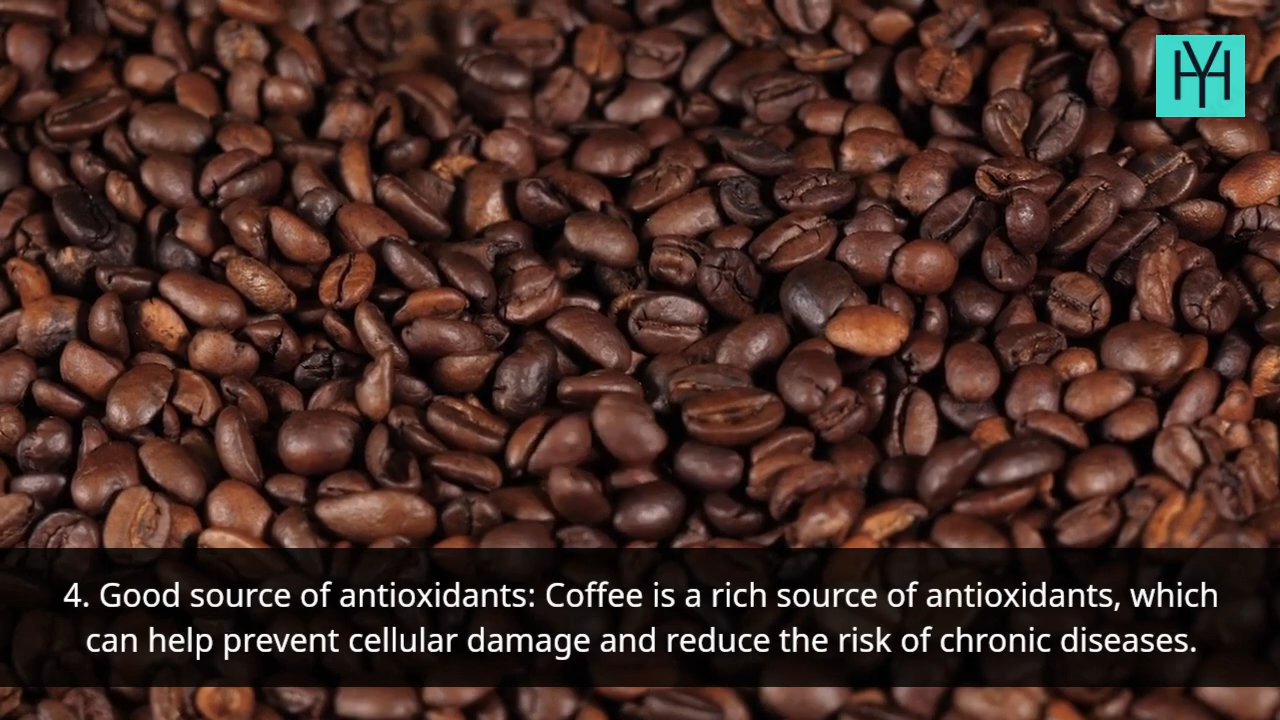 HY
4. Good source of antioxidants: Coffee is a rich source of antioxidants, which
can help prevent cellular damage and reduce the risk of chronic diseases.